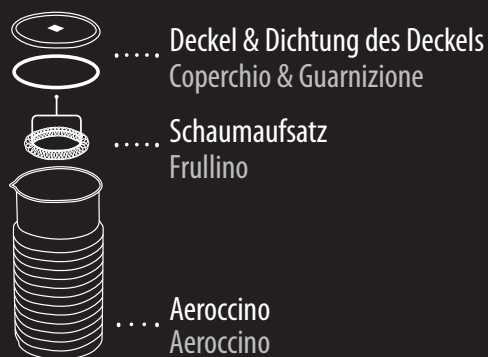 Deckel & Dichtung des Deckels
Coperchio & Guarnizione
Schaumaufsatz
Frullino
Aeroccino
Aeroccino